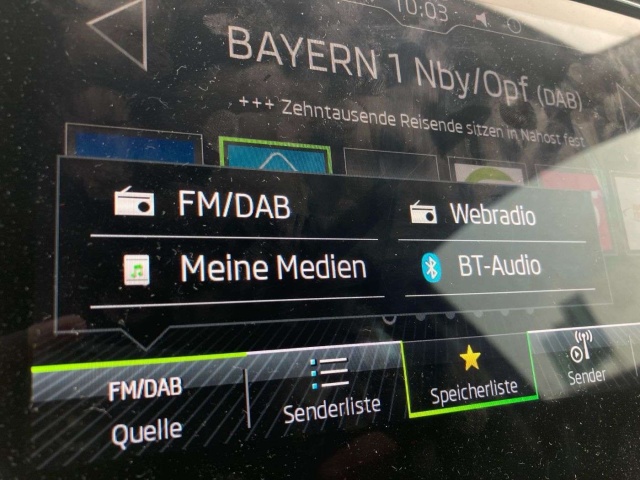 10:03
BAYERN 1 Nby/Opf (DAB)
+++ Zehntausende Reisende sitzen in Nahost fest
FM/DAB
Webradio
Meine Medien
BT-Audio
FM/DAB
Quelle
Senderliste
Speicherliste
Sender